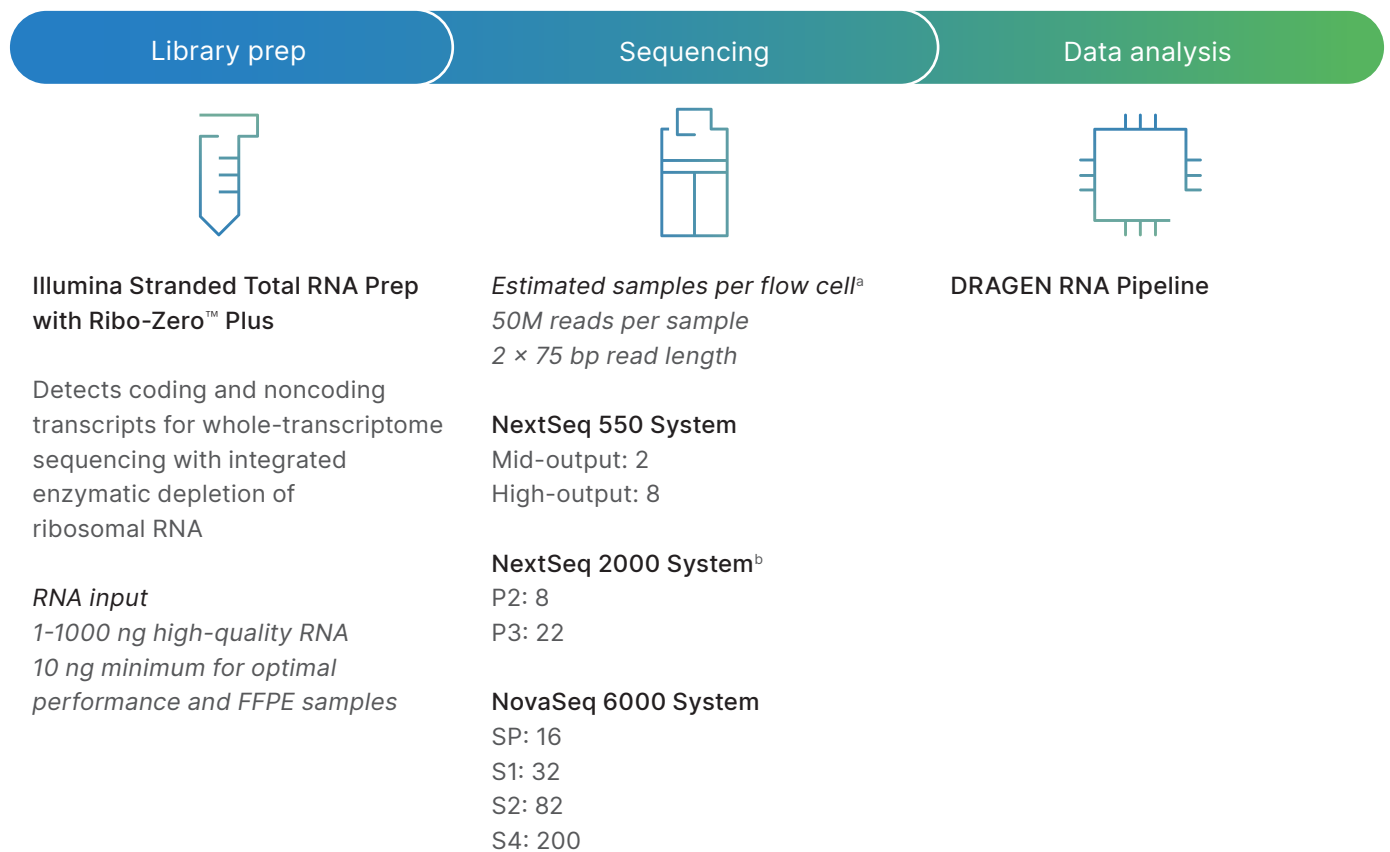 Library prep
Sequencing
Data analysis
Illumina Stranded Total RNA Prep
with Ribo-Zero™ Plus
Detects coding and noncoding
transcripts for whole-transcriptome
sequencing with integrated
enzymatic depletion of
ribosomal RNA
RNA input
1-1000 ng high-quality RNA
10 ng minimum for optimal
performance and FFPE samples
Estimated samples per flow cellᵃ
50M reads per sample
2 × 75 bp read length
NextSeq 550 System
Mid-output: 2
High-output: 8
NextSeq 2000 Systemᵇ
P2: 8
P3: 22
NovaSeq 6000 System
SP: 16
S1: 32
S2: 82
S4: 200
DRAGEN RNA Pipeline